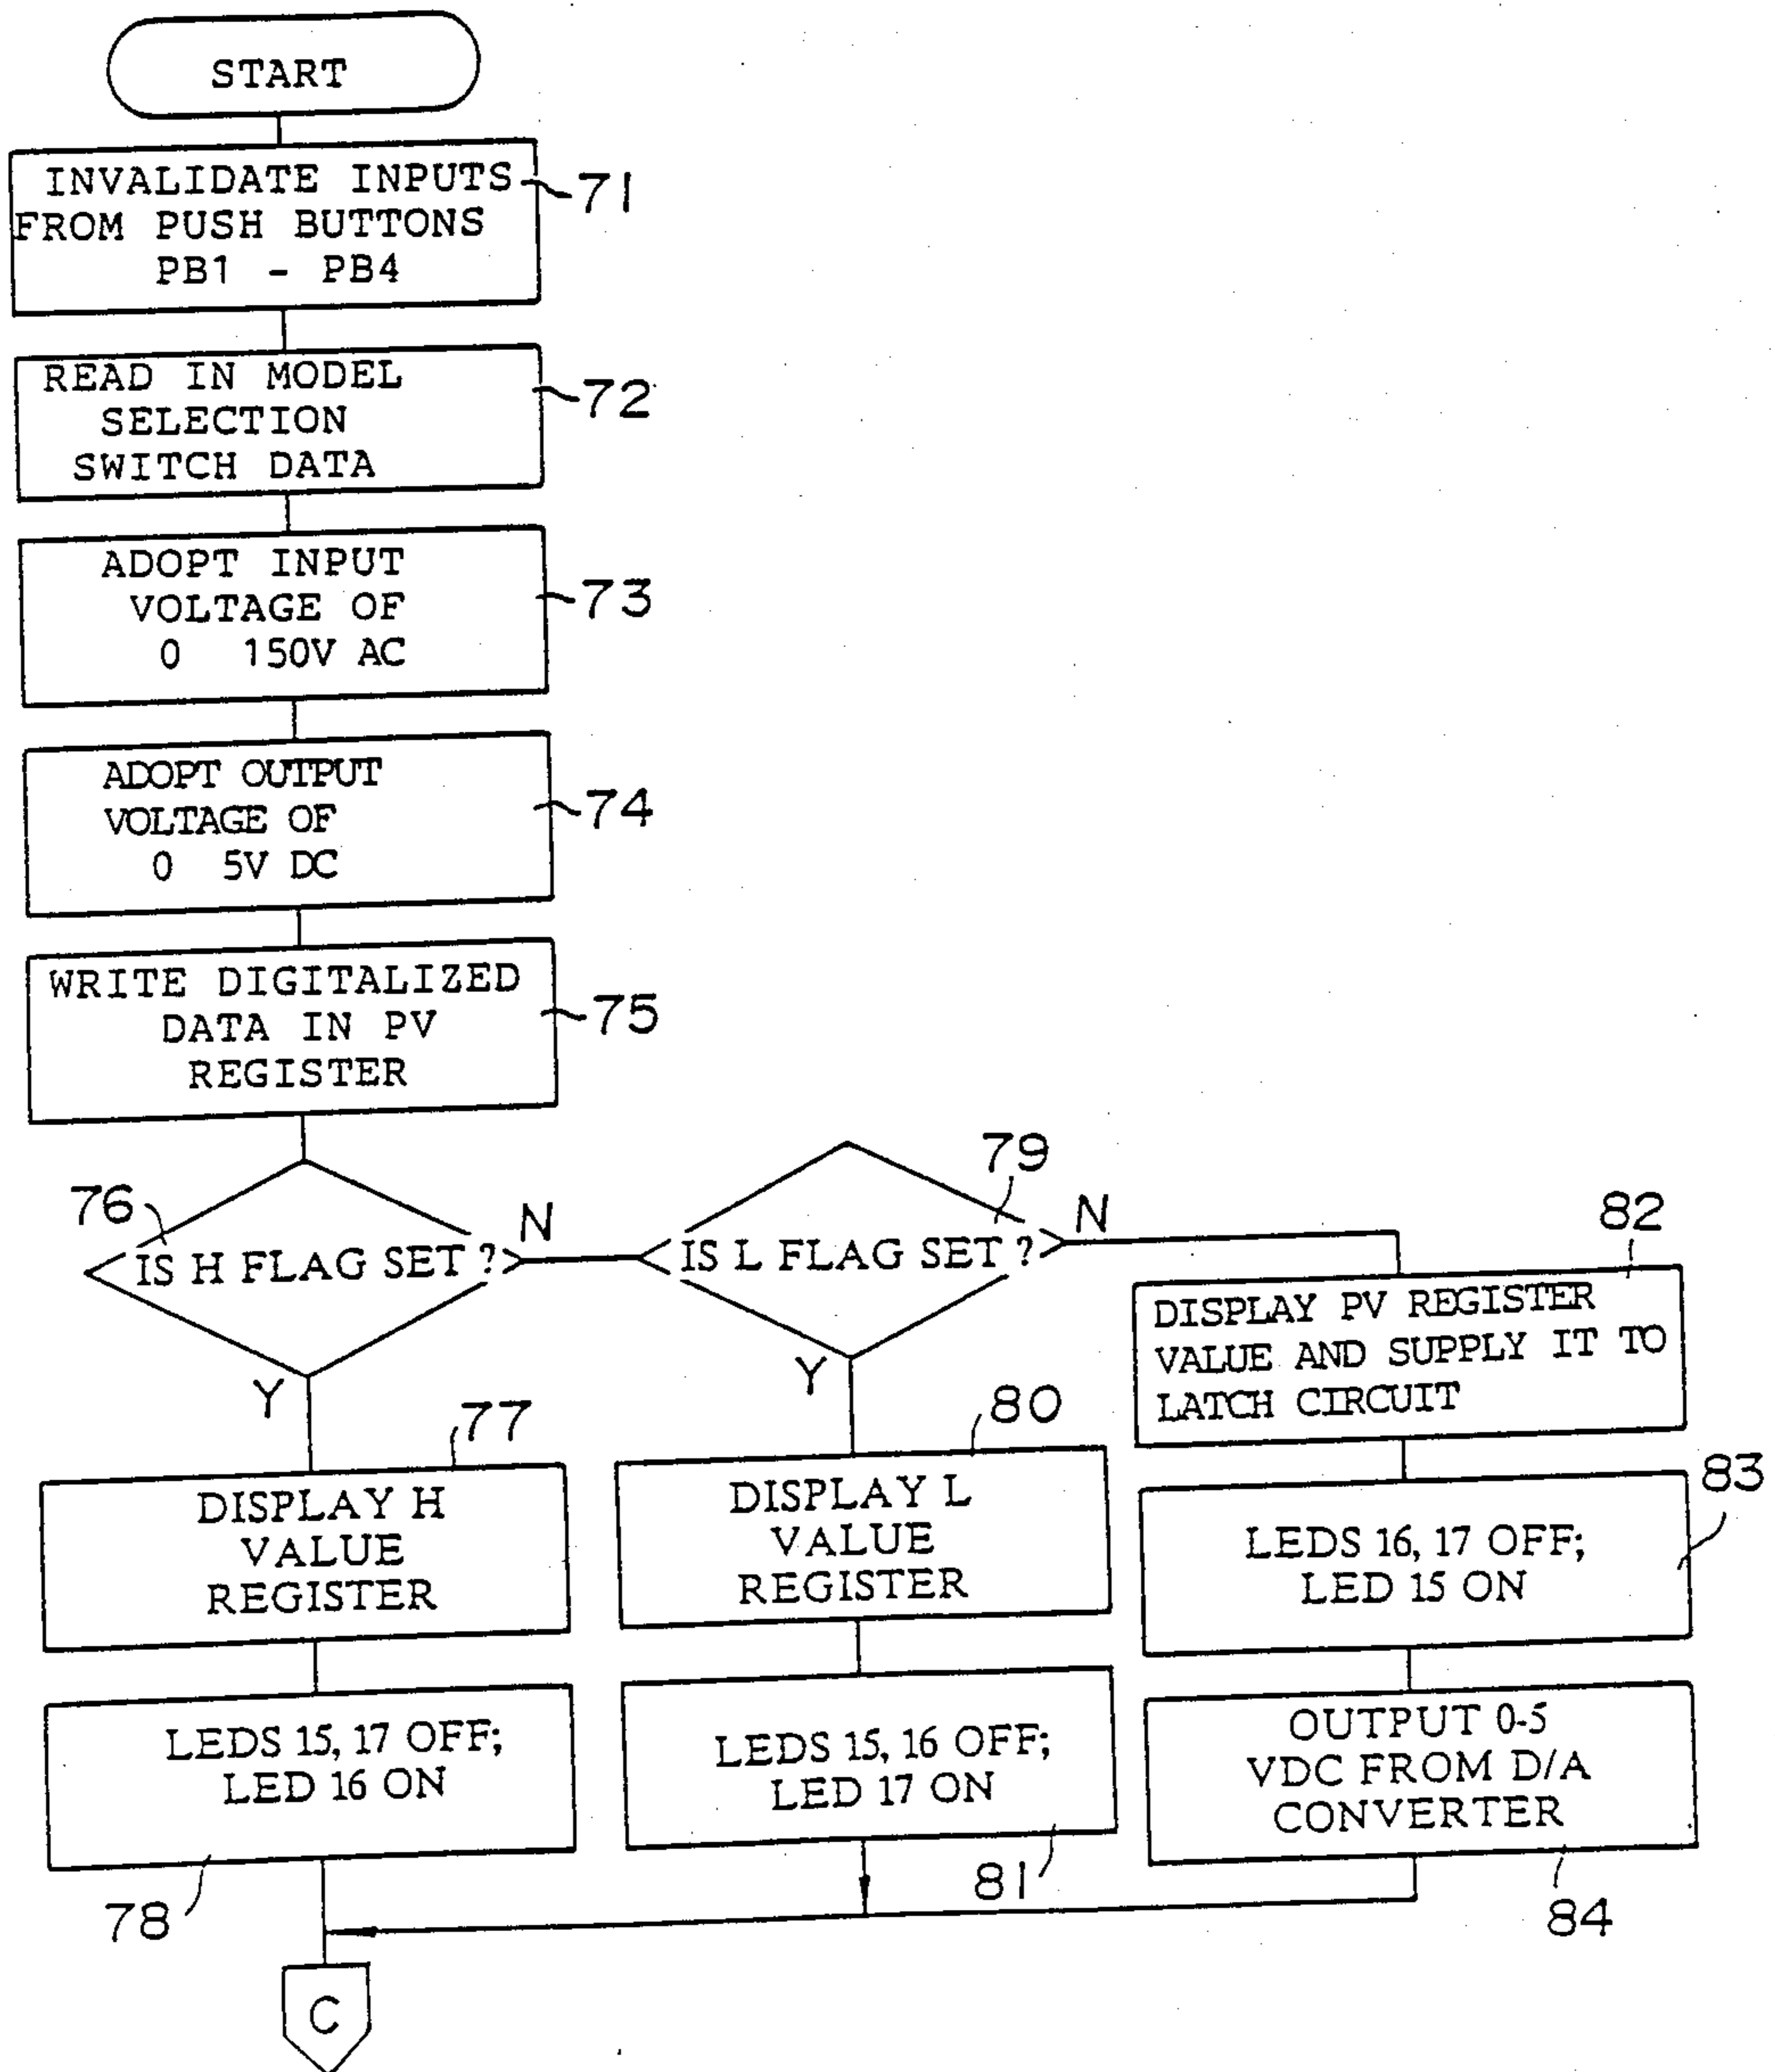 START
INVALIDATE INPUTS
FROM PUSH BUTTONS
PB1 - PB4
71
READ IN MODEL
SELECTION
SWITCH DATA
72
ADOPT INPUT
VOLTAGE OF
0 150V AC
73
ADOPT OUTPUT
VOLTAGE OF
0 5V DC
74
WRITE DIGITALIZED
DATA IN PV
REGISTER
75
76
IS H FLAG SET ?
N
Y
79
IS L FLAG SET ?
N
Y
82
DISPLAY PV REGISTER
VALUE AND SUPPLY IT TO
LATCH CIRCUIT
77
DISPLAY H
VALUE
REGISTER
80
DISPLAY L
VALUE
REGISTER
83
LEDS 16, 17 OFF;
LED 15 ON
LEDS 15, 17 OFF;
LED 16 ON
78
LEDS 15, 16 OFF;
LED 17 ON
81
OUTPUT 0-5
VDC FROM D/A
CONVERTER
84
C